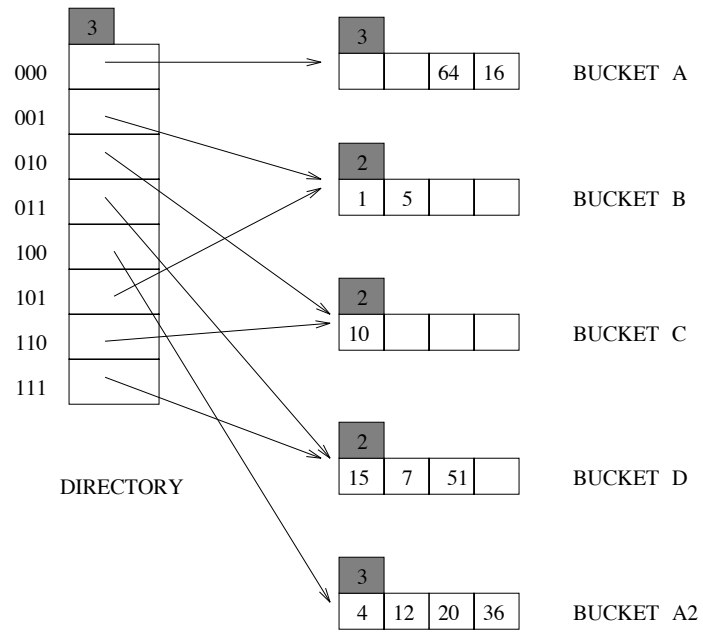 3 3
000 64 16 BUCKET A
001
2
010
1 5 BUCKET B
011
100
2
101
110 10 BUCKET C
111
2
DIRECTORY 15 7 51 BUCKET D
3
4 12 20 36 BUCKET A2